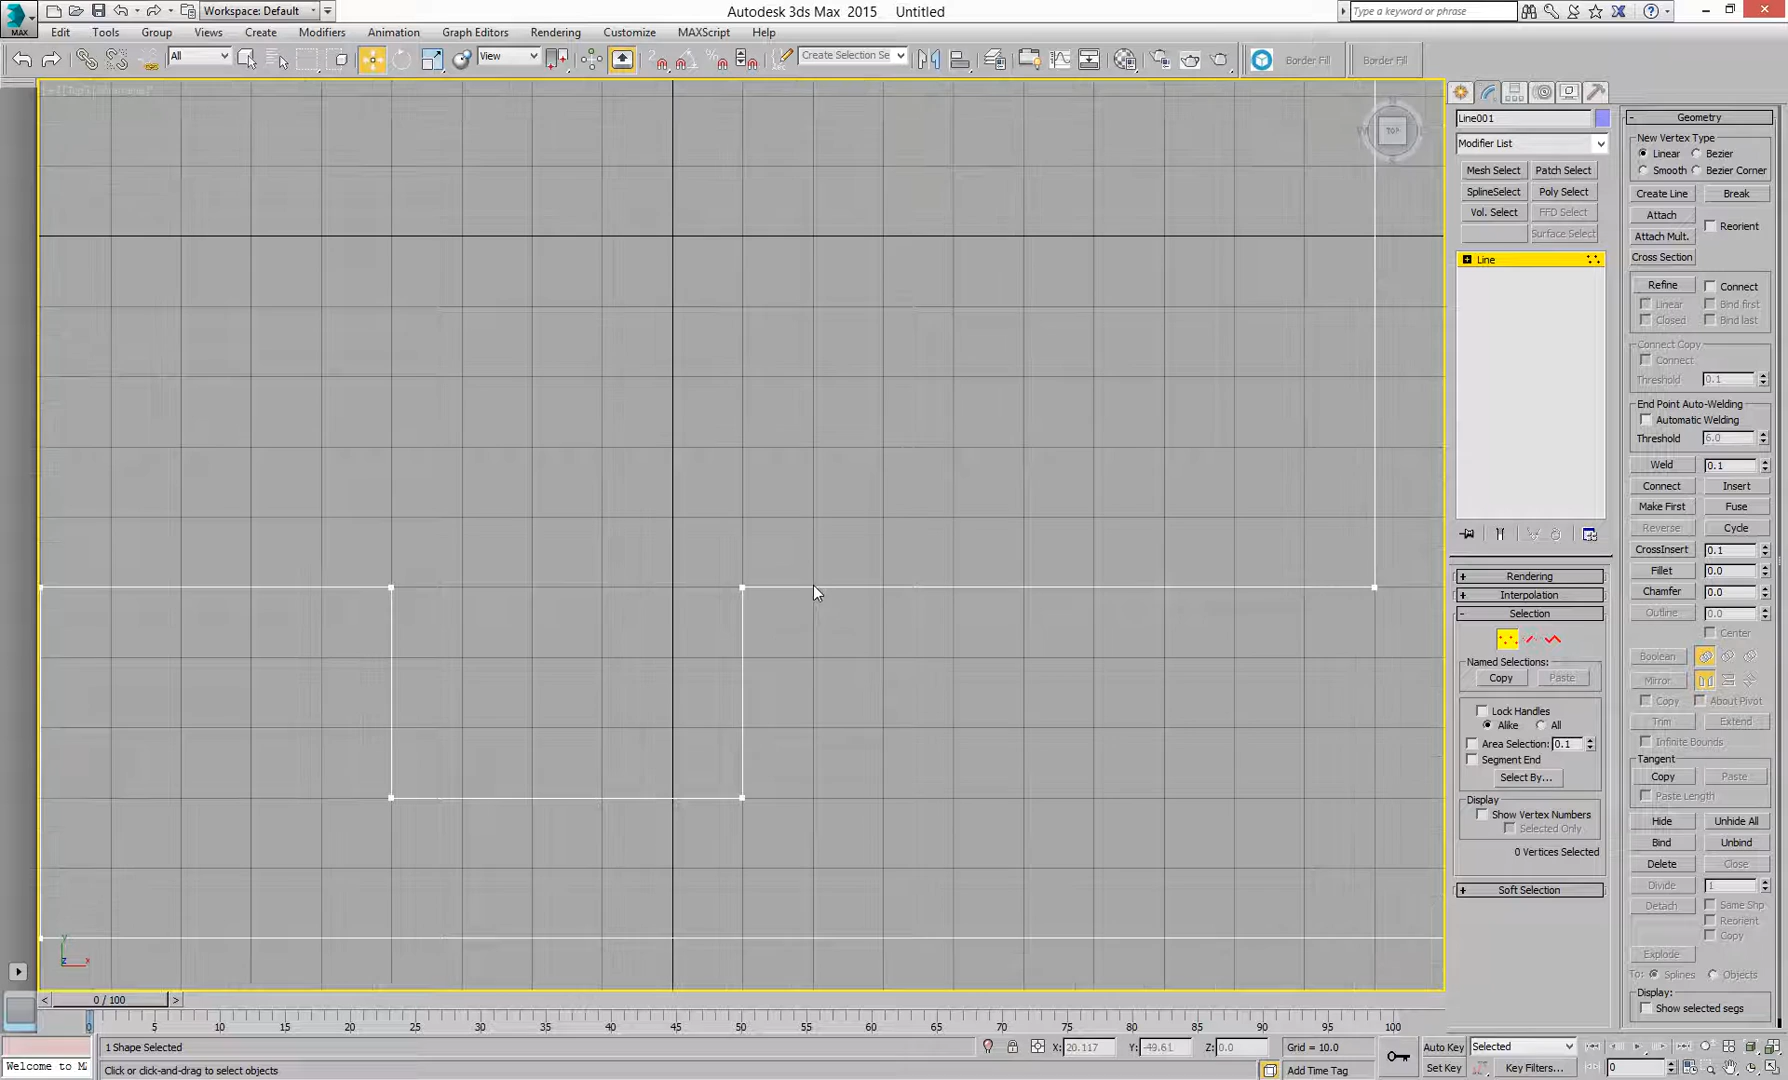 Autodesk 3ds Max 2015 Untitled
Workspace: Default
Type a keyword or phrase
MAX
Edit Tools Group Views Create Modifiers Animation Graph Editors Rendering Customize MAXScript Help
All
View
Create Selection Se
Border Fill
Border Fill
TOP
Line001
Modifier List
Mesh Select Patch Select
SplineSelect Poly Select
Vol. Select FFD Select
Surface Select
Line
Rendering
Interpolation
Selection
Named Selections:
Copy Paste
Lock Handles
Alike All
Area Selection: 0.1
Segment End
Select By...
Display
Show Vertex Numbers
Selected Only
0 Vertices Selected
Soft Selection
Geometry
New Vertex Type
Linear Bezier
Smooth Bezier Corner
Create Line Break
Attach
Reorient
Attach Mult.
Cross Section
Refine Connect
Linear Bind first
Closed Bind last
Connect Copy
Connect
Threshold 0.1
End Point Auto-Welding
Automatic Welding
Threshold 6.0
Weld 0.1
Connect Insert
Make First Fuse
Reverse Cycle
CrossInsert 0.1
Fillet 0.0
Chamfer 0.0
Outline 0.0
Center
Boolean
Mirror
Copy About Pivot
Trim Extend
Infinite Bounds
Tangent
Copy Paste
Paste Length
Hide Unhide All
Bind Unbind
Delete Close
Divide 1
Detach Same Shp
Reorient
Copy
Explode
To: Splines Objects
Display:
Show selected segs
y
z x
< 0 / 100 >
0 5 10 15 20 25 30 35 40 45 50 55 60 65 70 75 80 85 90 95 100
1 Shape Selected
X: 20.117 Y: -49.61 Z: 0.0 Grid = 10.0
Auto Key Selected
Welcome to M
Click or click-and-drag to select objects
Add Time Tag
Set Key Key Filters... 0